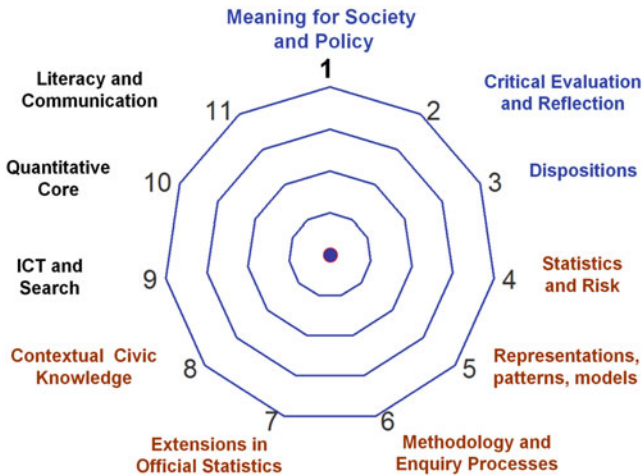 Meaning for Society
and Policy
1
Literacy and
Communication
11
2
Critical Evaluation
and Reflection
Quantitative
Core
10
3
Dispositions
ICT and
Search
9
4
Statistics
and Risk
Contextual Civic
Knowledge
8
5
Representations,
patterns, models
7
6
Extensions in
Official Statistics
Methodology and
Enquiry Processes